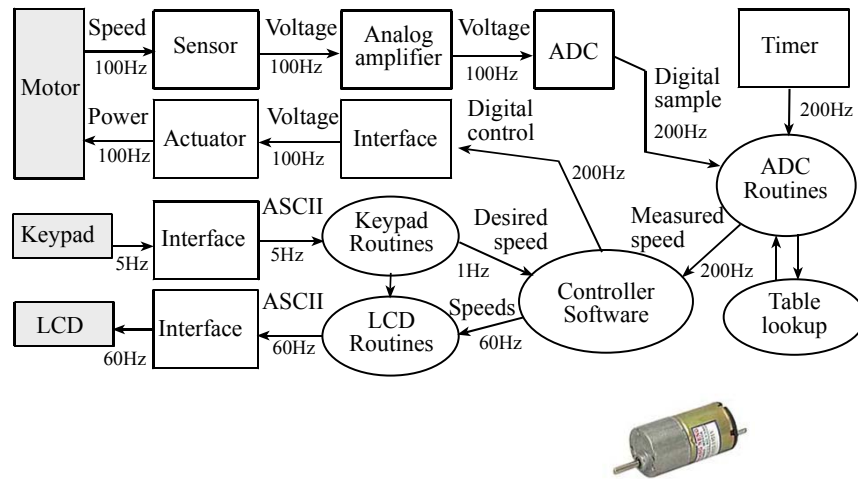 Speed
Voltage
Voltage
Motor
Sensor
Analog
amplifier
ADC
Timer
100Hz
100Hz
100Hz
Digital
sample
200Hz
200Hz
Power
100Hz
Actuator
Voltage
100Hz
Interface
Digital
control
200Hz
ADC
Routines
Keypad
5Hz
Interface
ASCII
5Hz
Keypad
Routines
Desired
speed
1Hz
Measured
speed
200Hz
Controller
Software
Table
lookup
LCD
60Hz
Interface
ASCII
60Hz
LCD
Routines
Speeds
60Hz